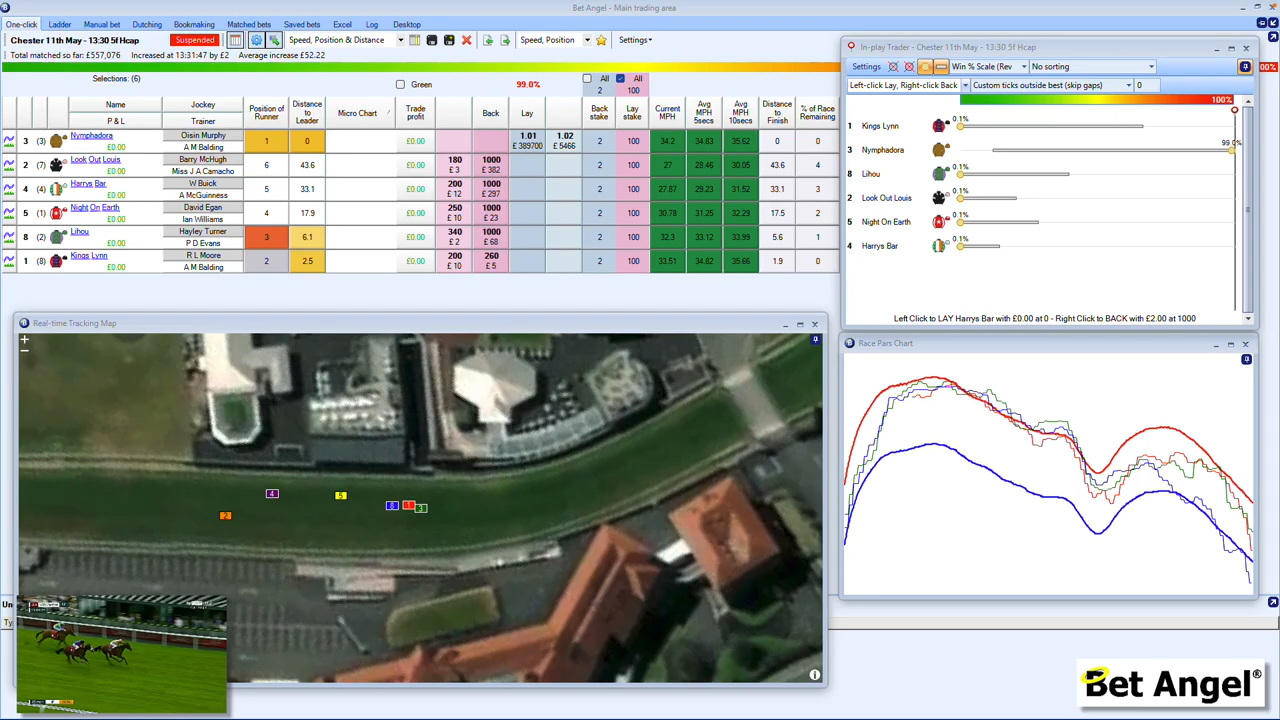 Bet Angel - Main trading area
One-click Ladder Manual bet Dutching Bookmaking Matched bets Saved bets Excel Log Desktop
Chester 11th May - 13:30 5f Hcap Suspended Speed, Position & Distance Speed, Position Settings
Total matched so far: £557,076 Increased at 13:31:47 by £2 Average increase £52.22
100%
Selections: (6) All All
Green 99.0% 2 100
Name Jockey Position of Runner Distance to Leader Micro Chart Trade profit Back Lay Back stake Lay stake Current MPH Avg MPH 5secs Avg MPH 10secs Distance to Finish % of Race Remaining
P & L Trainer
3 (3) Nymphadora Oisin Murphy 1 0 £0.00 1.01 1.02 2 100 34.2 34.83 35.62 0 0
£0.00 A M Balding £ 389700 £ 5466
2 (7) Look Out Louis Barry McHugh 6 43.6 £0.00 180 1000 2 100 27 28.46 30.05 43.6 4
£0.00 Miss J A Camacho £ 3 £ 382
4 (4) Harrys Bar W Buick 5 33.1 £0.00 200 1000 2 100 27.87 29.23 31.52 33.1 3
£0.00 A McGuinness £ 12 £ 297
5 (1) Night On Earth David Egan 4 17.9 £0.00 250 1000 2 100 30.78 31.25 32.29 17.5 2
£0.00 Ian Williams £ 10 £ 23
8 (2) Lihou Hayley Turner 3 6.1 £0.00 340 1000 2 100 32.3 33.12 33.99 5.6 1
£0.00 P D Evans £ 2 £ 68
1 (8) Kings Lynn R L Moore 2 2.5 £0.00 200 260 2 100 33.51 34.82 35.66 1.9 0
£0.00 A M Balding £ 10 £ 5
In-play Trader - Chester 11th May - 13:30 5f Hcap
Settings Win % Scale (Rev No sorting
Left-click Lay, Right-click Back Custom ticks outside best (skip gaps) 0
100%
1 Kings Lynn 0.1%
3 Nymphadora 99.0%
8 Lihou 0.1%
2 Look Out Louis 0.1%
5 Night On Earth 0.1%
4 Harrys Bar 0.1%
Left Click to LAY Harrys Bar with £0.00 at 0 - Right Click to BACK with £2.00 at 1000
Real-time Tracking Map
4 5 8 1 3
2
Race Pars Chart
Un
Ty
Bet Angel®